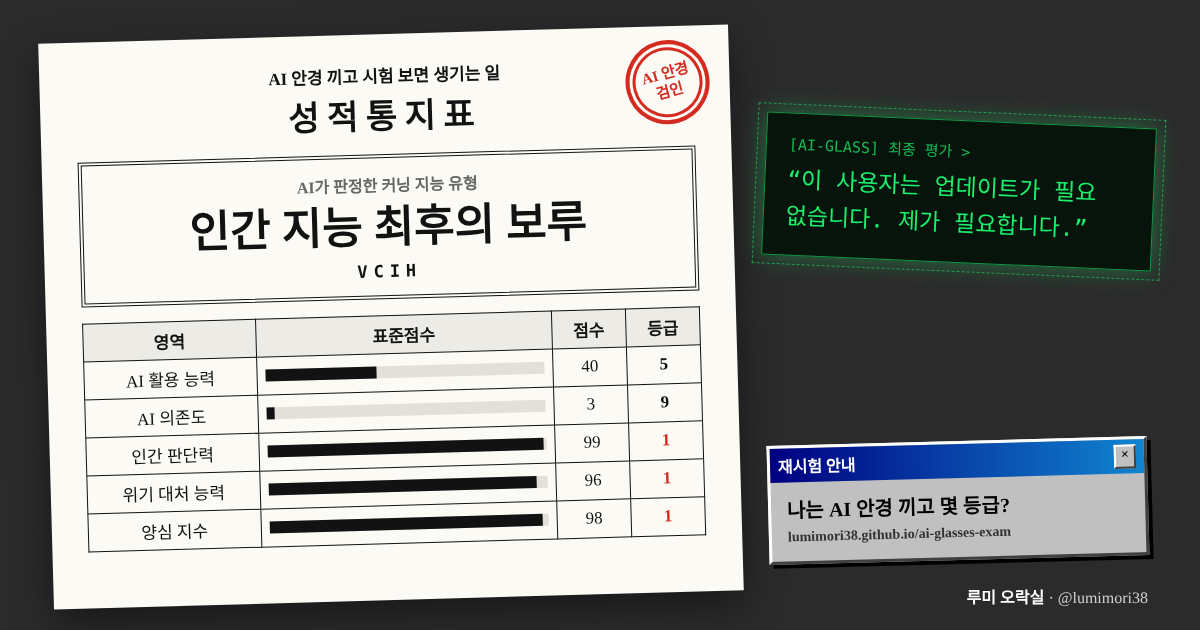 AI 안경 끼고 시험 보면 생기는 일
성적통지표
AI 안경
검인
AI가 판정한 커닝 지능 유형
인간 지능 최후의 보루
VCIH
영역 표준점수 점수 등급
AI 활용 능력 40 5
AI 의존도 3 9
인간 판단력 99 1
위기 대처 능력 96 1
양심 지수 98 1
[AI-GLASS] 최종 평가 >
“이 사용자는 업데이트가 필요
없습니다. 제가 필요합니다.”
재시험 안내 ×
나는 AI 안경 끼고 몇 등급?
lumimori38.github.io/ai-glasses-exam
루미 오락실 · @lumimori38